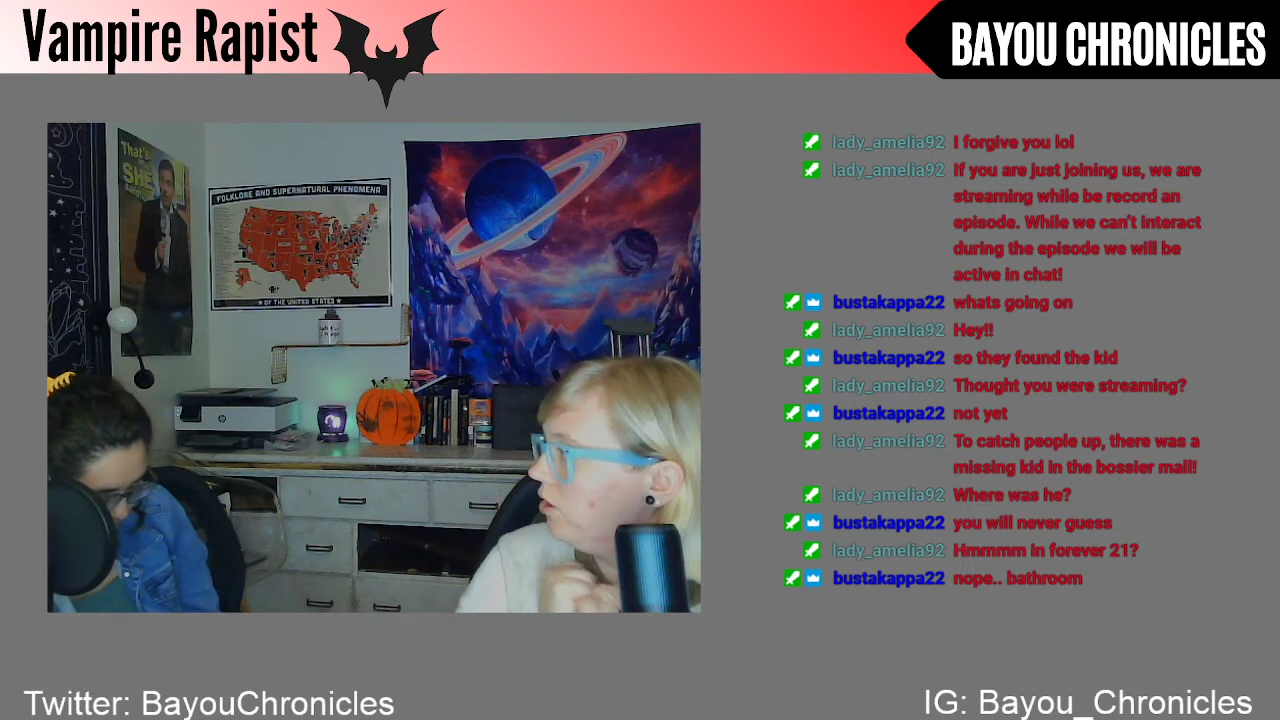 Vampire Rapist
BAYOU CHRONICLES
That's
SHE
FOLKLORE AND SUPERNATURAL PHENOMENA
★ OF THE UNITED STATES ★
hp
lady_amelia92 I forgive you lol
lady_amelia92 If you are just joining us, we are
streaming while be record an
episode. While we can't interact
during the episode we will be
active in chat!
bustakappa22 whats going on
lady_amelia92 Hey!!
bustakappa22 so they found the kid
lady_amelia92 Thought you were streaming?
bustakappa22 not yet
lady_amelia92 To catch people up, there was a
missing kid in the bossier mall!
lady_amelia92 Where was he?
bustakappa22 you will never guess
lady_amelia92 Hmmmm in forever 21?
bustakappa22 nope.. bathroom
Twitter: BayouChronicles
IG: Bayou_Chronicles